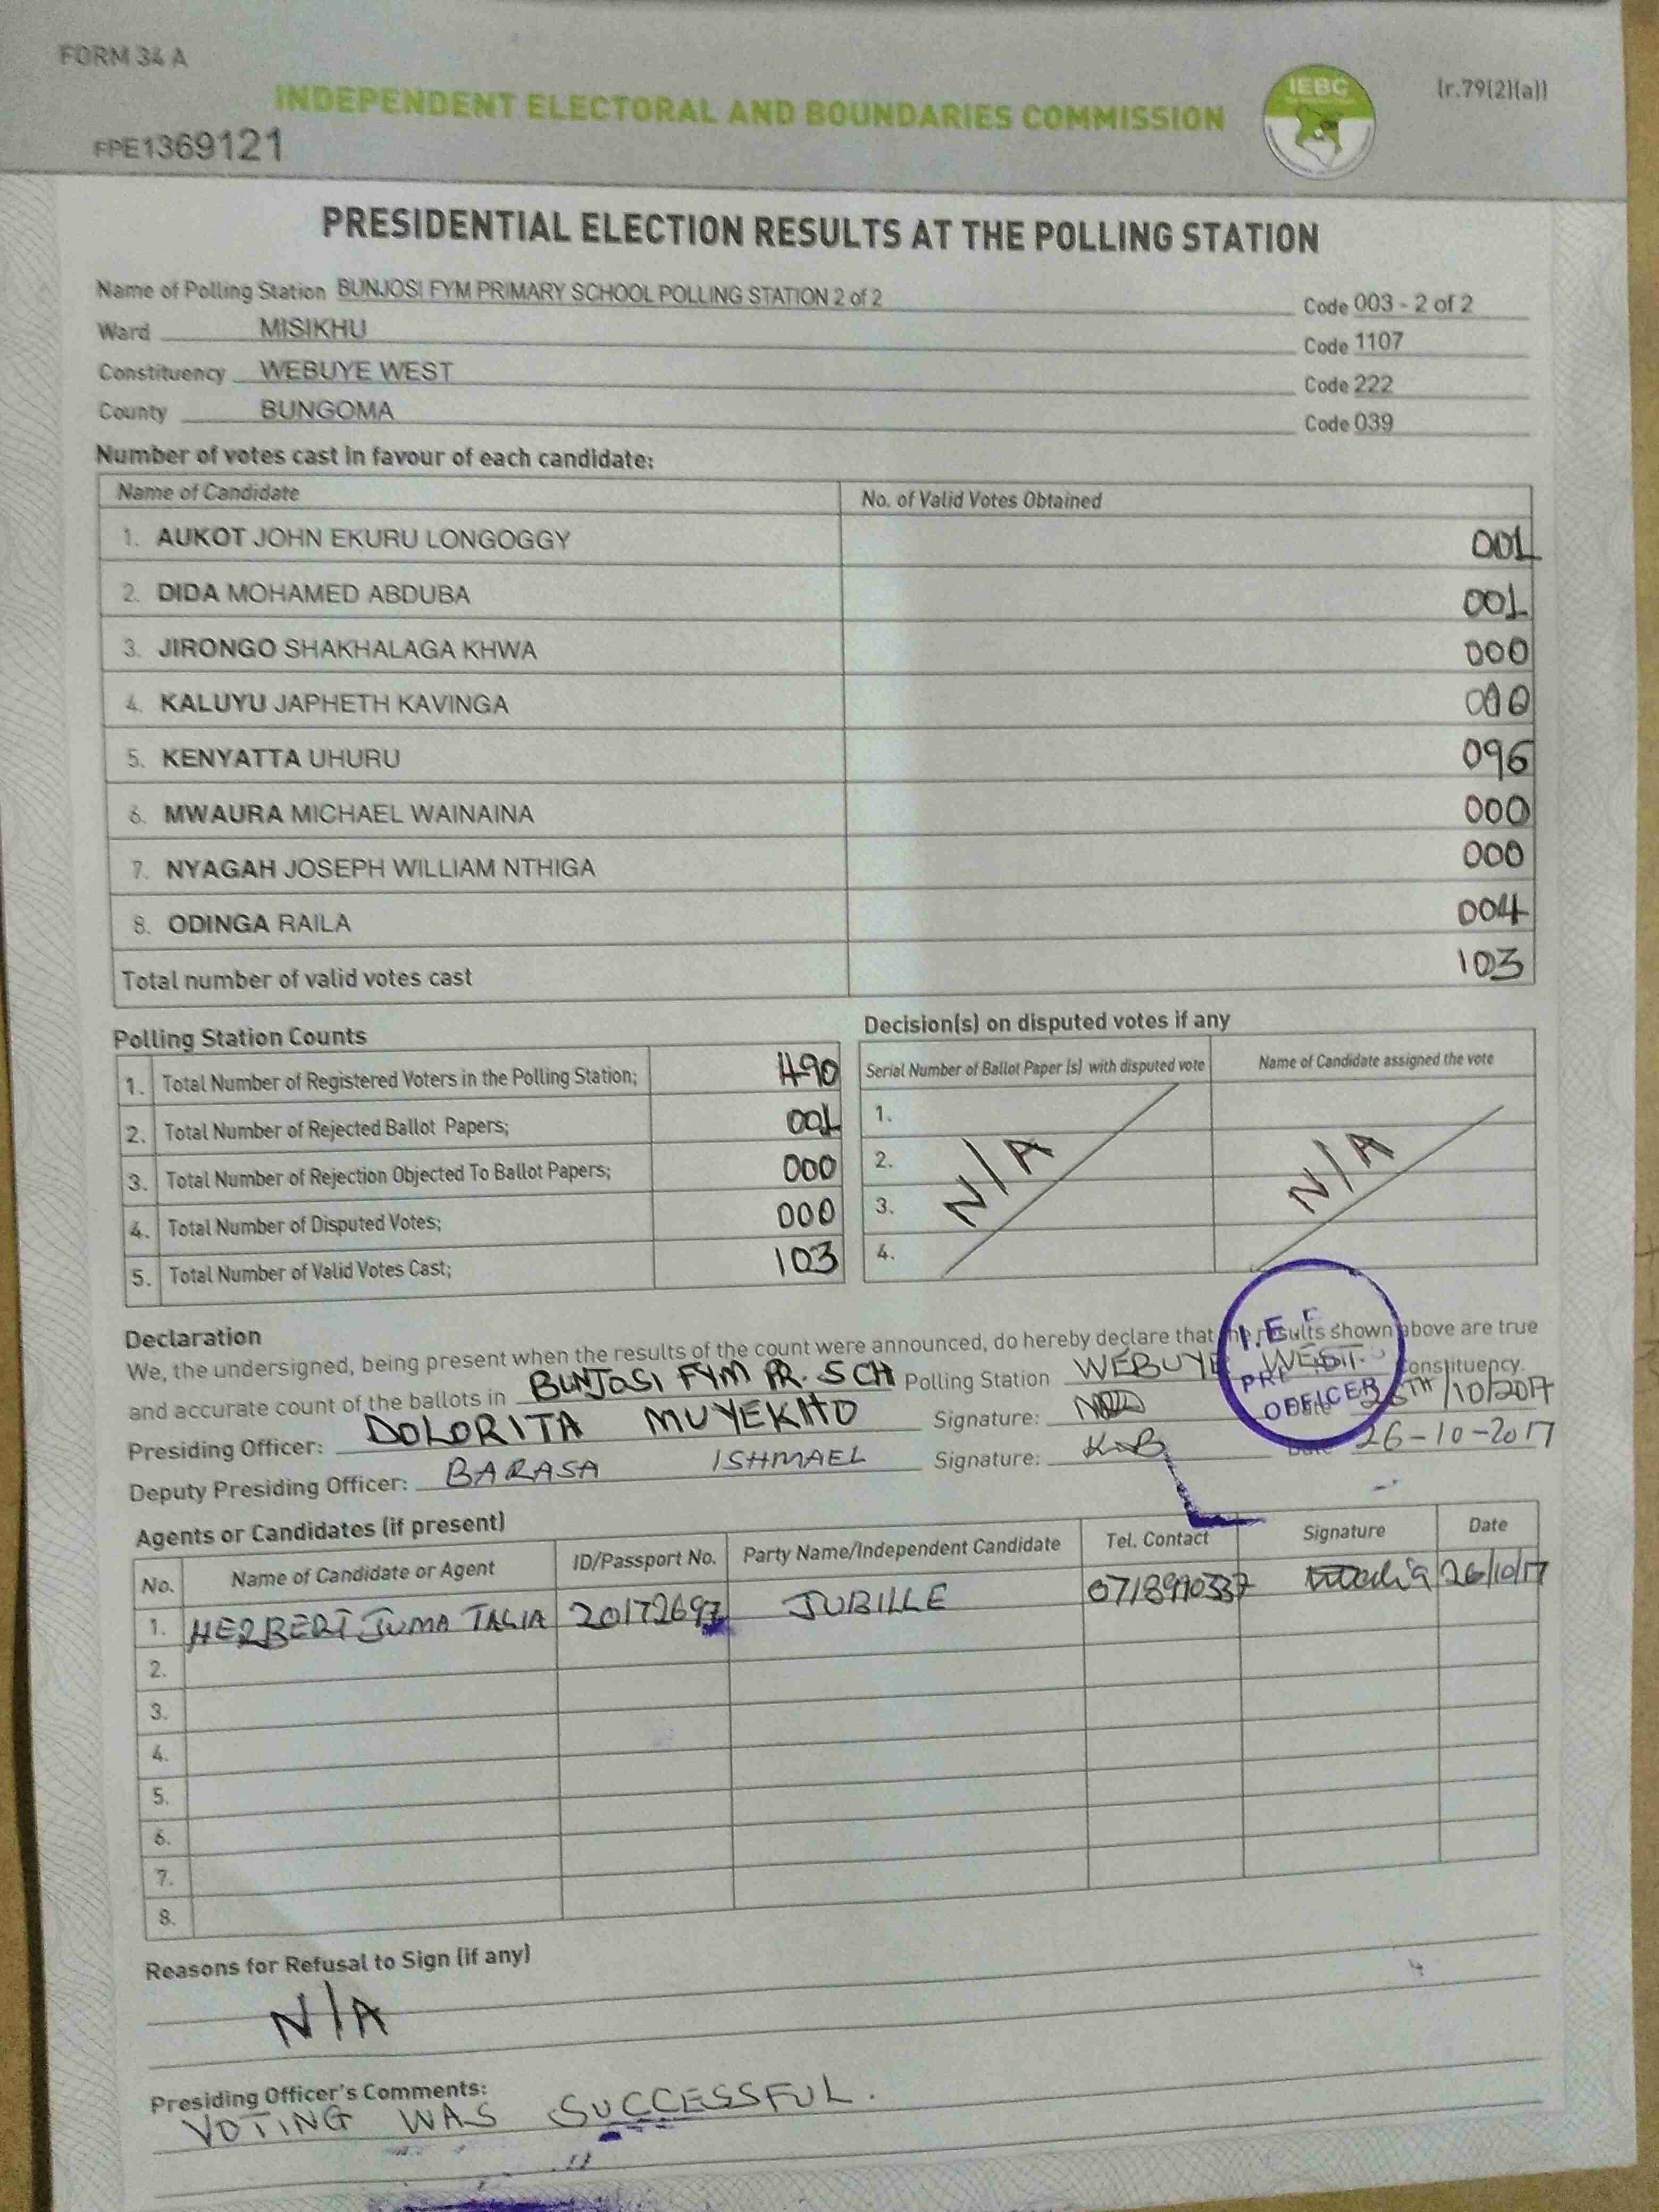 FORM 34 A
INDEPENDENT ELECTORAL AND BOUNDARIES COMMISSION
IEBC
(r.79(2)(a))
FPE1369121
PRESIDENTIAL ELECTION RESULTS AT THE POLLING STATION
Name of Polling Station BUNJOSI FYM PRIMARY SCHOOL POLLING STATION 2 of 2 Code 003 - 2 of 2
Ward MISIKHU Code 1107
Constituency WEBUYE WEST Code 222
County BUNGOMA Code 039
Number of votes cast in favour of each candidate:
Name of Candidate No. of Valid Votes Obtained
1. AUKOT JOHN EKURU LONGOGGY 001
2. DIDA MOHAMED ABDUBA 001
3. JIRONGO SHAKHALAGA KHWA 000
4. KALUYU JAPHETH KAVINGA
5. KENYATTA UHURU 096
6. MWAURA MICHAEL WAINAINA 000
7. NYAGAH JOSEPH WILLIAM NTHIGA 000
8. ODINGA RAILA 004
Total number of valid votes cast 103
Polling Station Counts
1. Total Number of Registered Voters in the Polling Station; 490
2. Total Number of Rejected Ballot Papers; 001
3. Total Number of Rejection Objected To Ballot Papers; 000
4. Total Number of Disputed Votes; 000
5. Total Number of Valid Votes Cast; 103
Decision(s) on disputed votes if any
Serial Number of Ballot Paper (s) with disputed vote Name of Candidate assigned the vote
1.
2.
3.
4.
N/A N/A
Declaration
We, the undersigned, being present when the results of the count were announced, do hereby declare that the results shown above are true
and accurate count of the ballots in BUNJOSI FYM PR. SCH Polling Station WEBUYE WEST Constituency.
Presiding Officer: DOLORITA MUYEKHO Signature: Date /10/2017
Deputy Presiding Officer: BARASA ISHMAEL Signature: Date 26-10-2017
OFFICER
Agents or Candidates (if present)
No. Name of Candidate or Agent ID/Passport No. Party Name/Independent Candidate Tel. Contact Signature Date
1. HERBERT JUMA TALIA 20172697 JUBILLE 26/10/17
2.
3.
4.
5.
6.
7.
8.
Reasons for Refusal to Sign (if any)
N/A
Presiding Officer's Comments:
VOTING WAS SUCCESSFUL.